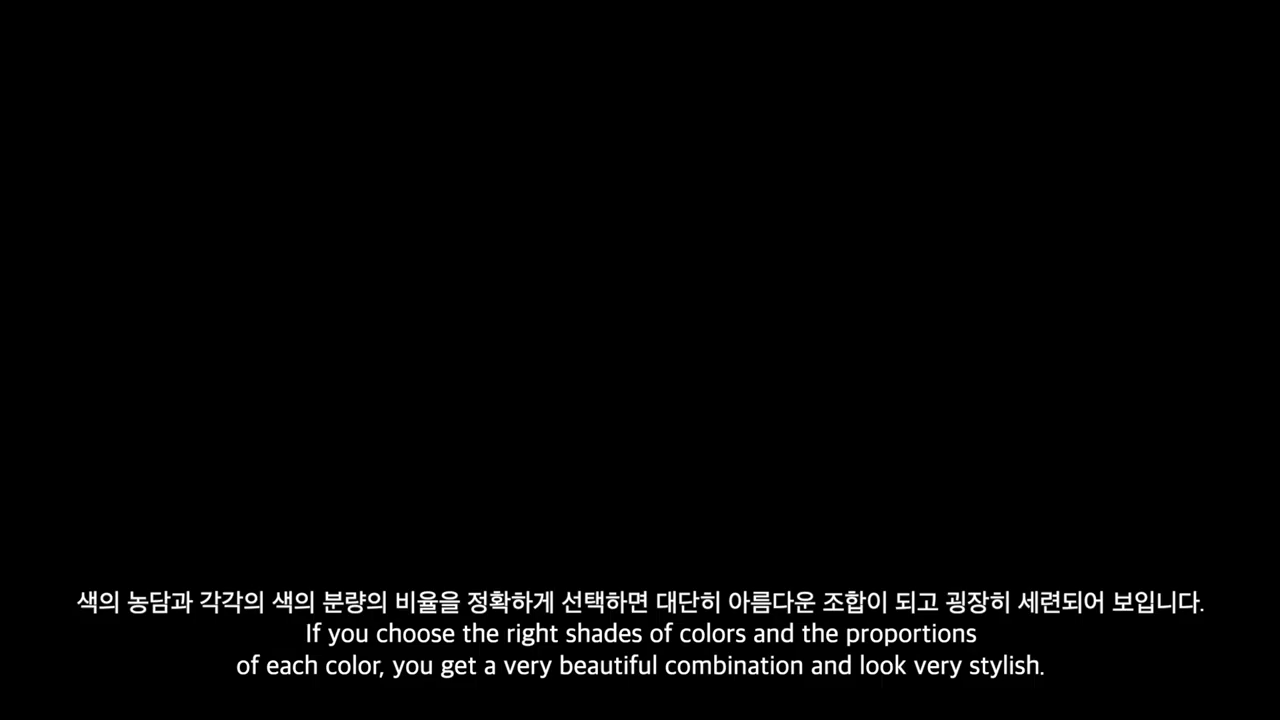 색의 농담과 각각의 색의 분량의 비율을 정확하게 선택하면 대단히 아름다운 조합이 되고 굉장히 세련되어 보입니다.
If you choose the right shades of colors and the proportions
of each color, you get a very beautiful combination and look very stylish.